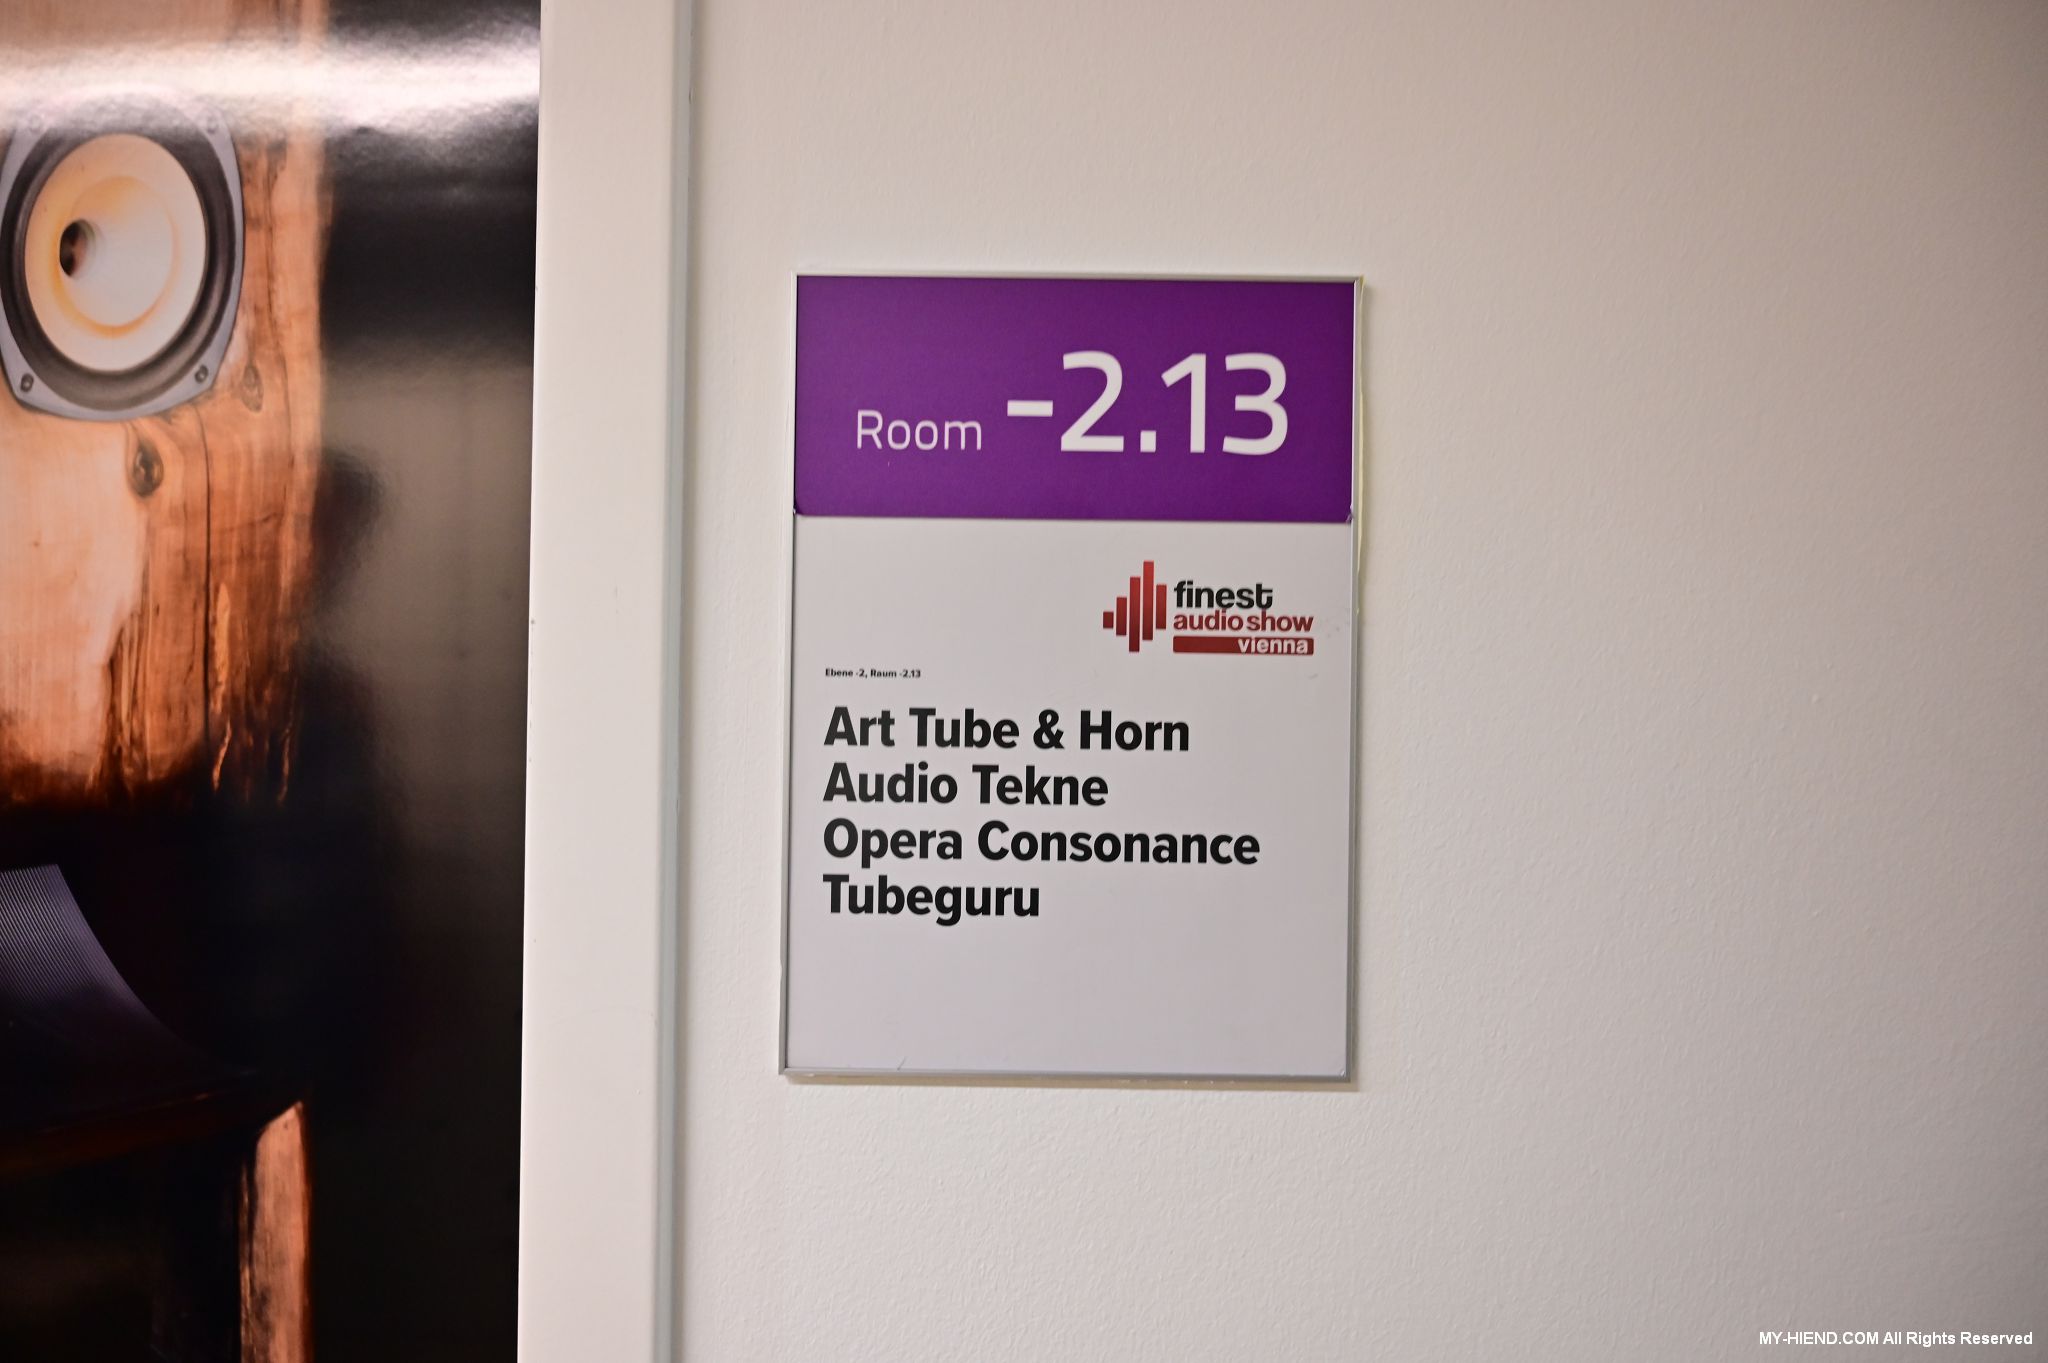 Room -2.13
finest
audio show
vienna
Ebene -2, Raum -2.13
Art Tube & Horn
Audio Tekne
Opera Consonance
Tubeguru
MY-HIEND.COM All Rights Reserved